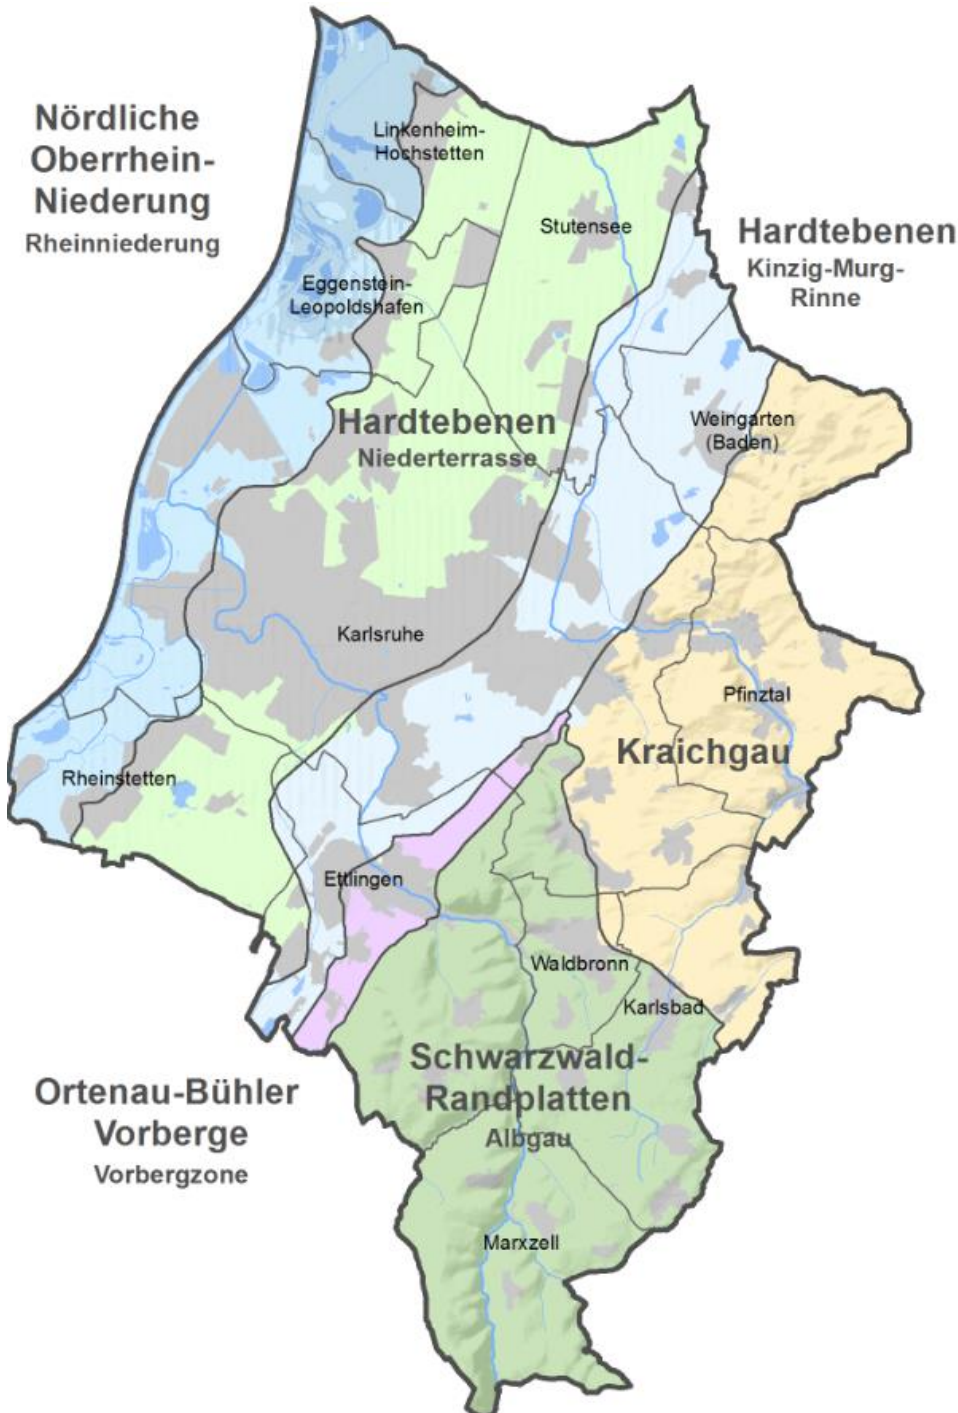 Nördliche
Oberrhein-
Niederung
Rheinniederung
Linkenheim-
Hochstetten
Stutensee
Hardtebenen
Kinzig-Murg-
Rinne
Eggenstein-
Leopoldshafen
Hardtebenen
Niederterrasse
Weingarten
(Baden)
Karlsruhe
Pfinztal
Kraichgau
Rheinstetten
Ettlingen
Waldbronn
Karlsbad
Schwarzwald-
Randplatten
Albgau
Ortenau-Bühler
Vorberge
Vorbergzone
Marxzell